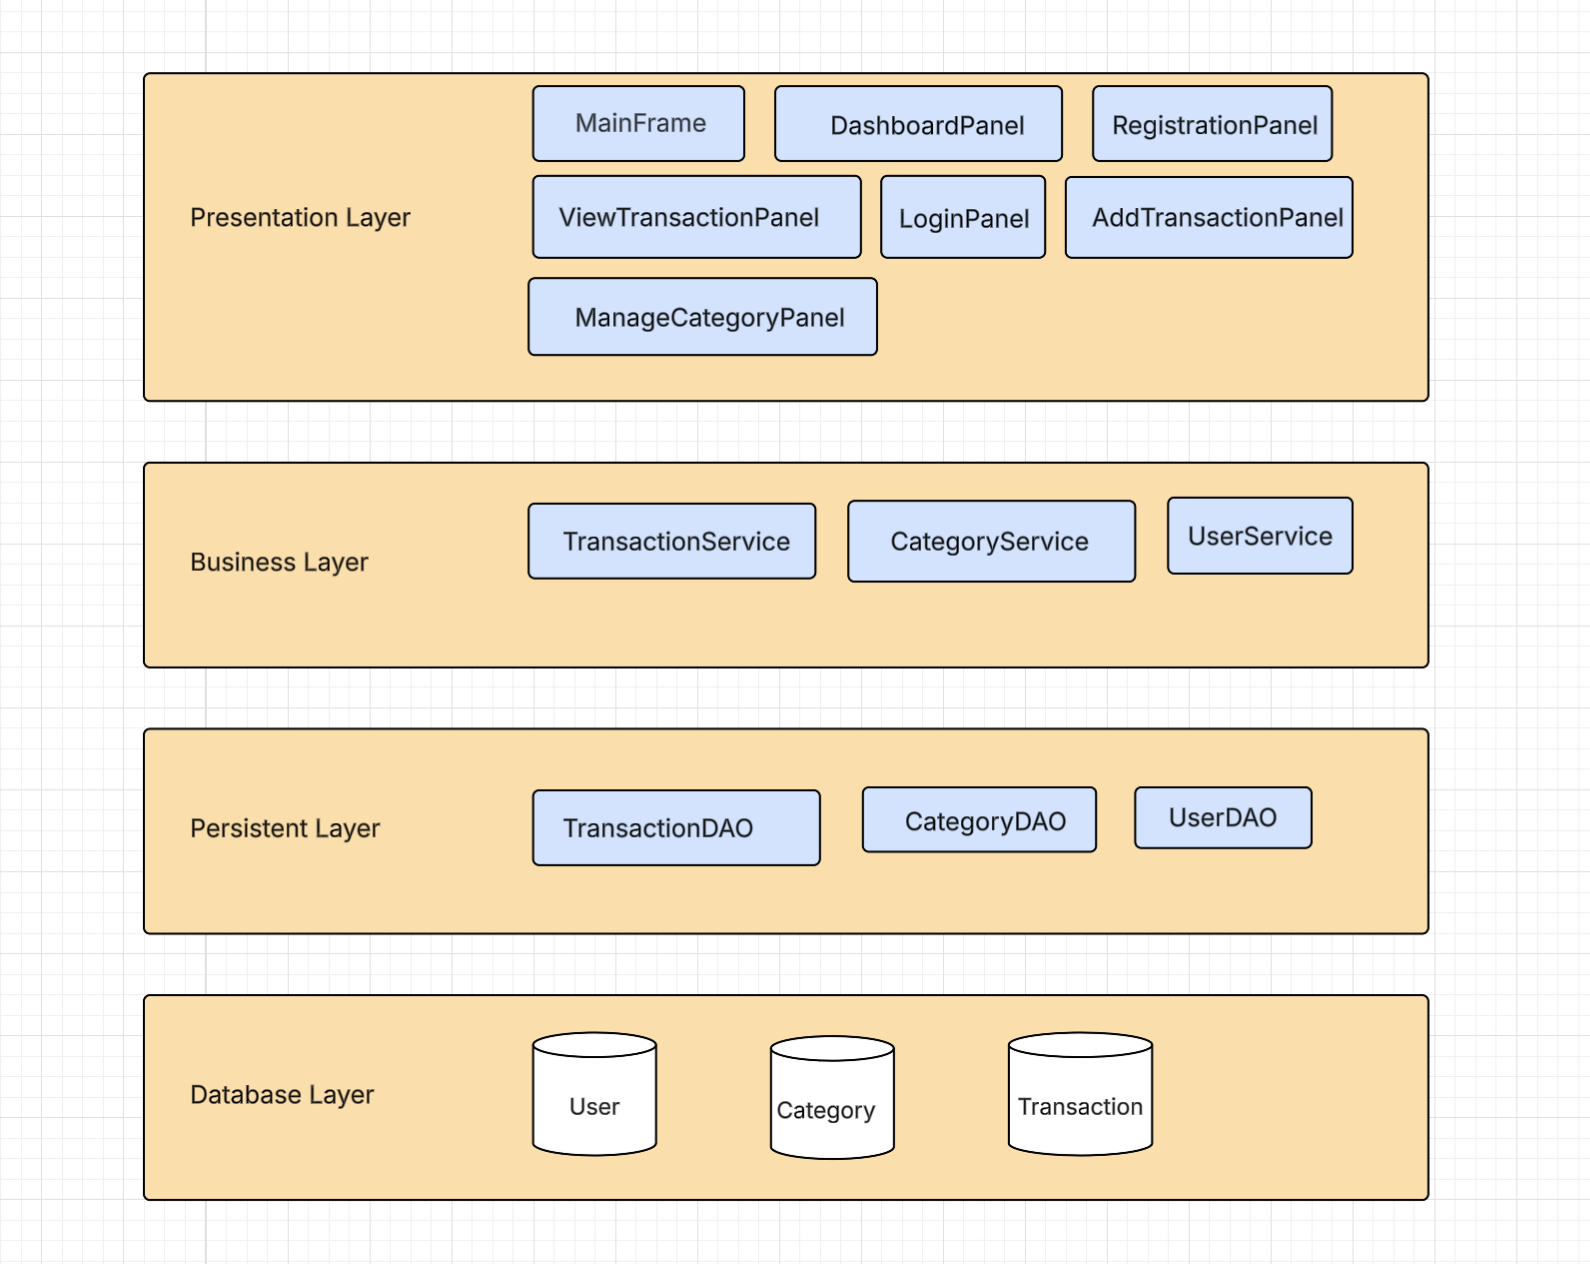 MainFrame
DashboardPanel
RegistrationPanel
Presentation Layer
ViewTransactionPanel
LoginPanel
AddTransactionPanel
ManageCategoryPanel
Business Layer
TransactionService
CategoryService
UserService
Persistent Layer
TransactionDAO
CategoryDAO
UserDAO
Database Layer
User
Category
Transaction